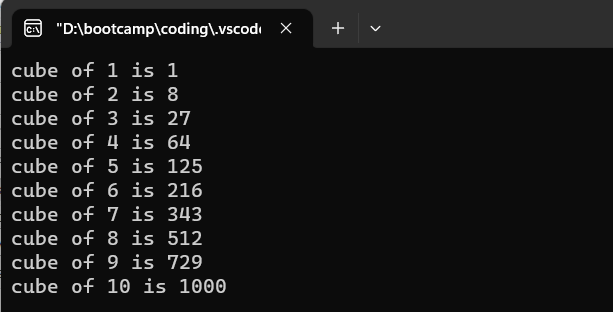 "D:\bootcamp\coding\.vscode
cube of 1 is 1
cube of 2 is 8
cube of 3 is 27
cube of 4 is 64
cube of 5 is 125
cube of 6 is 216
cube of 7 is 343
cube of 8 is 512
cube of 9 is 729
cube of 10 is 1000